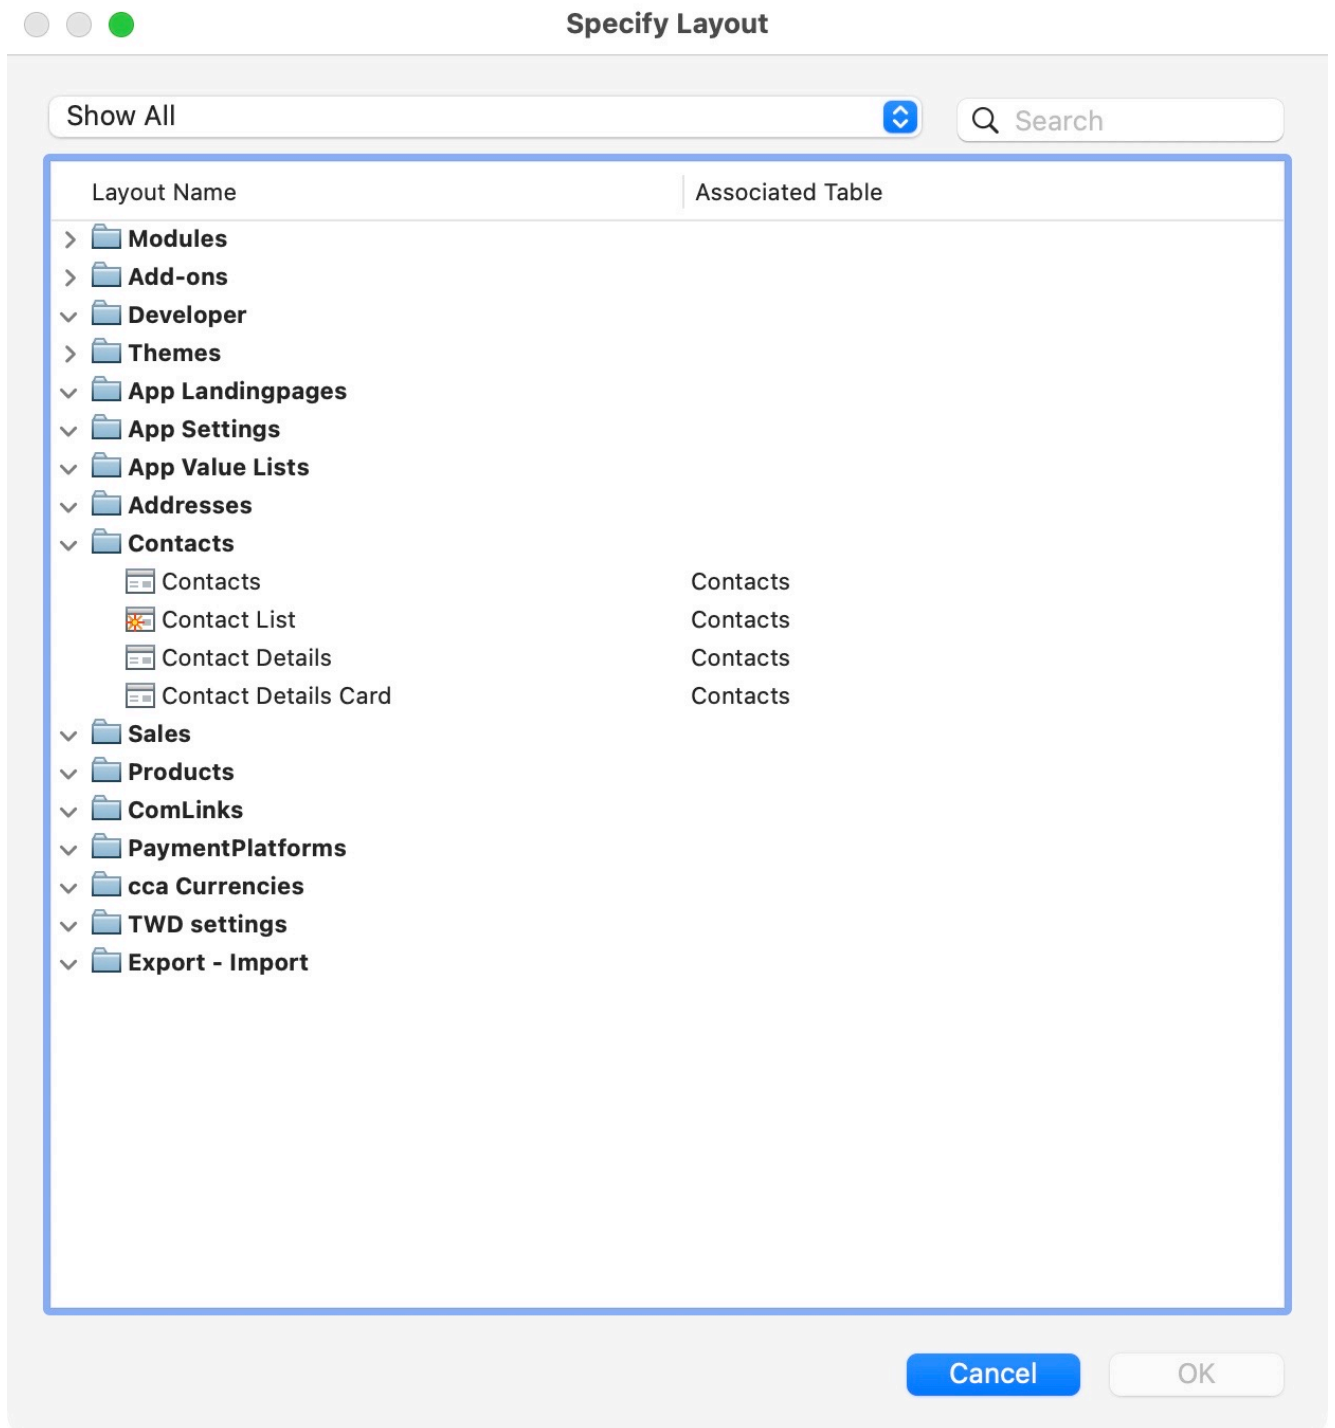 Specify Layout
Show All
Search
Layout Name Associated Table
Modules
Add-ons
Developer
Themes
App Landingpages
App Settings
App Value Lists
Addresses
Contacts
Contacts Contacts
Contact List Contacts
Contact Details Contacts
Contact Details Card Contacts
Sales
Products
ComLinks
PaymentPlatforms
cca Currencies
TWD settings
Export - Import
Cancel OK